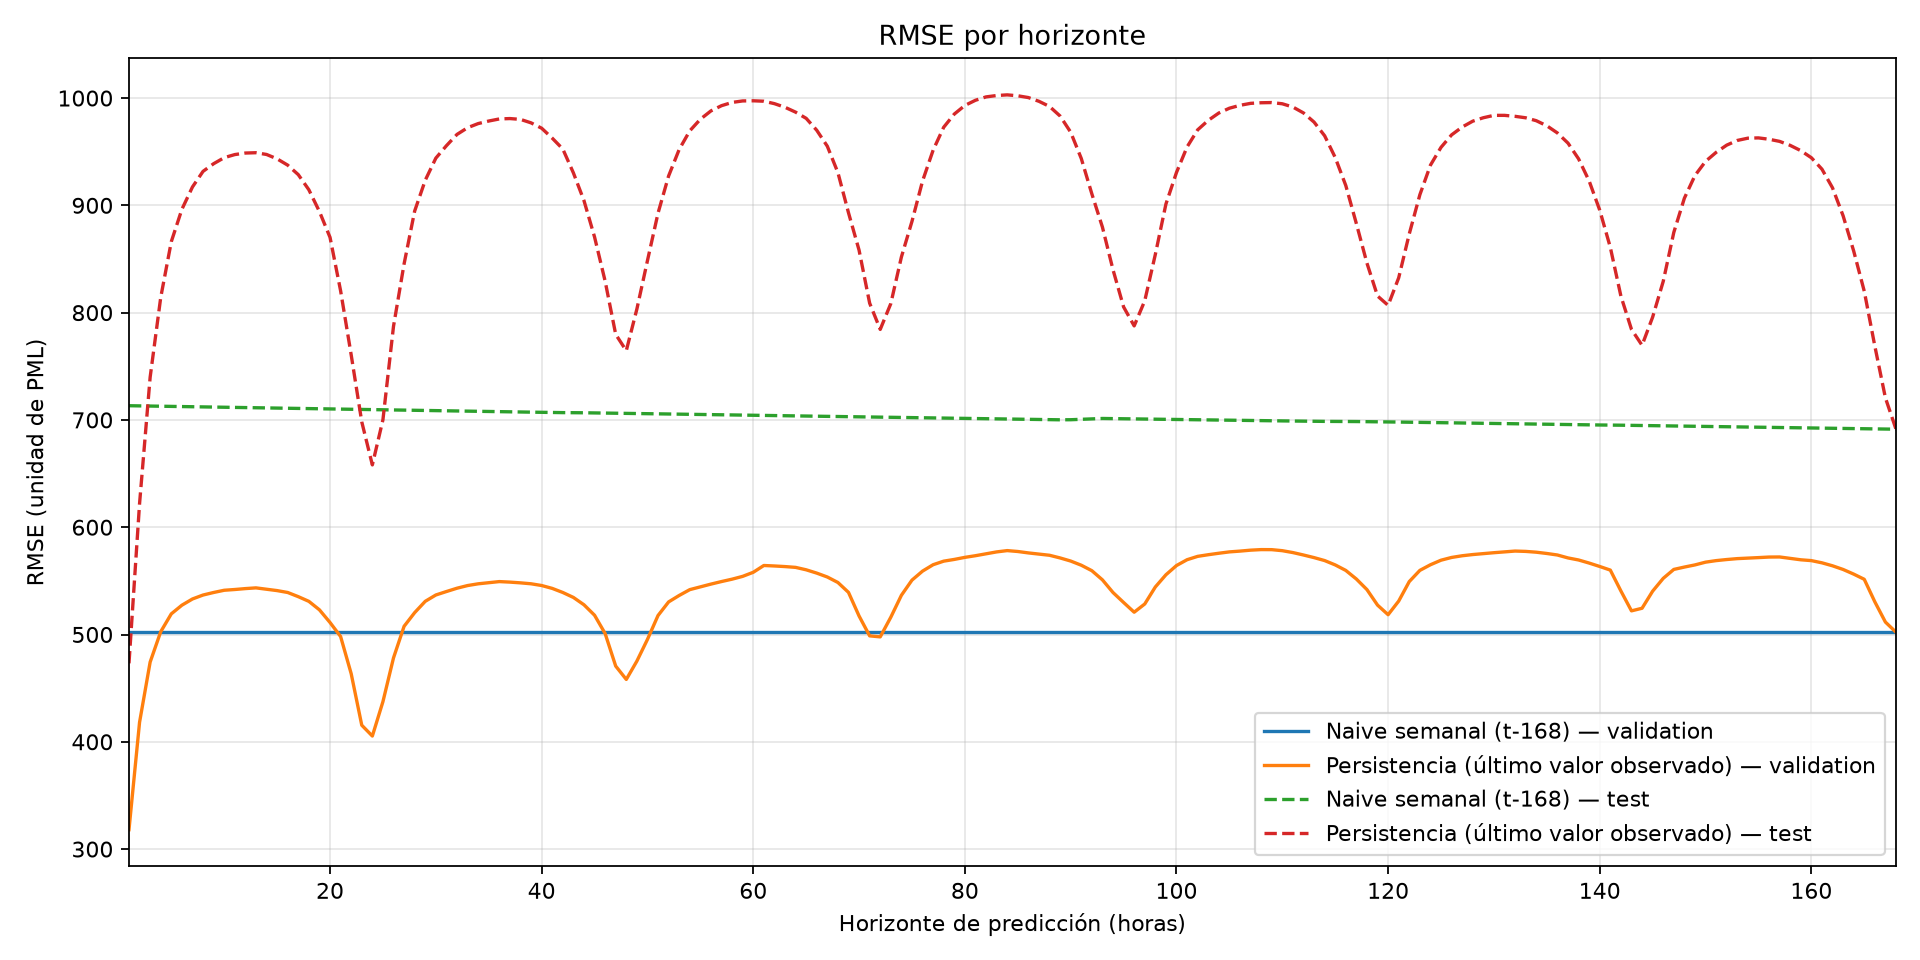 RMSE por horizonte
RMSE (unidad de PML)
1000
900
800
700
600
500
400
300
Naive semanal (t-168) — validation
Persistencia (último valor observado) — validation
Naive semanal (t-168) — test
Persistencia (último valor observado) — test
20 40 60 80 100 120 140 160
Horizonte de predicción (horas)